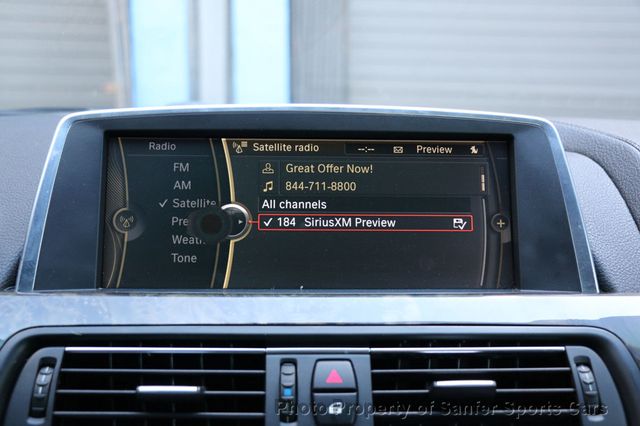 Radio
Satellite radio
--:--
Preview
FM
Great Offer Now!
AM
844-711-8800
Satellite
All channels
184 SiriusXM Preview
Tone
Photo Property of Sanfer Sports Cars